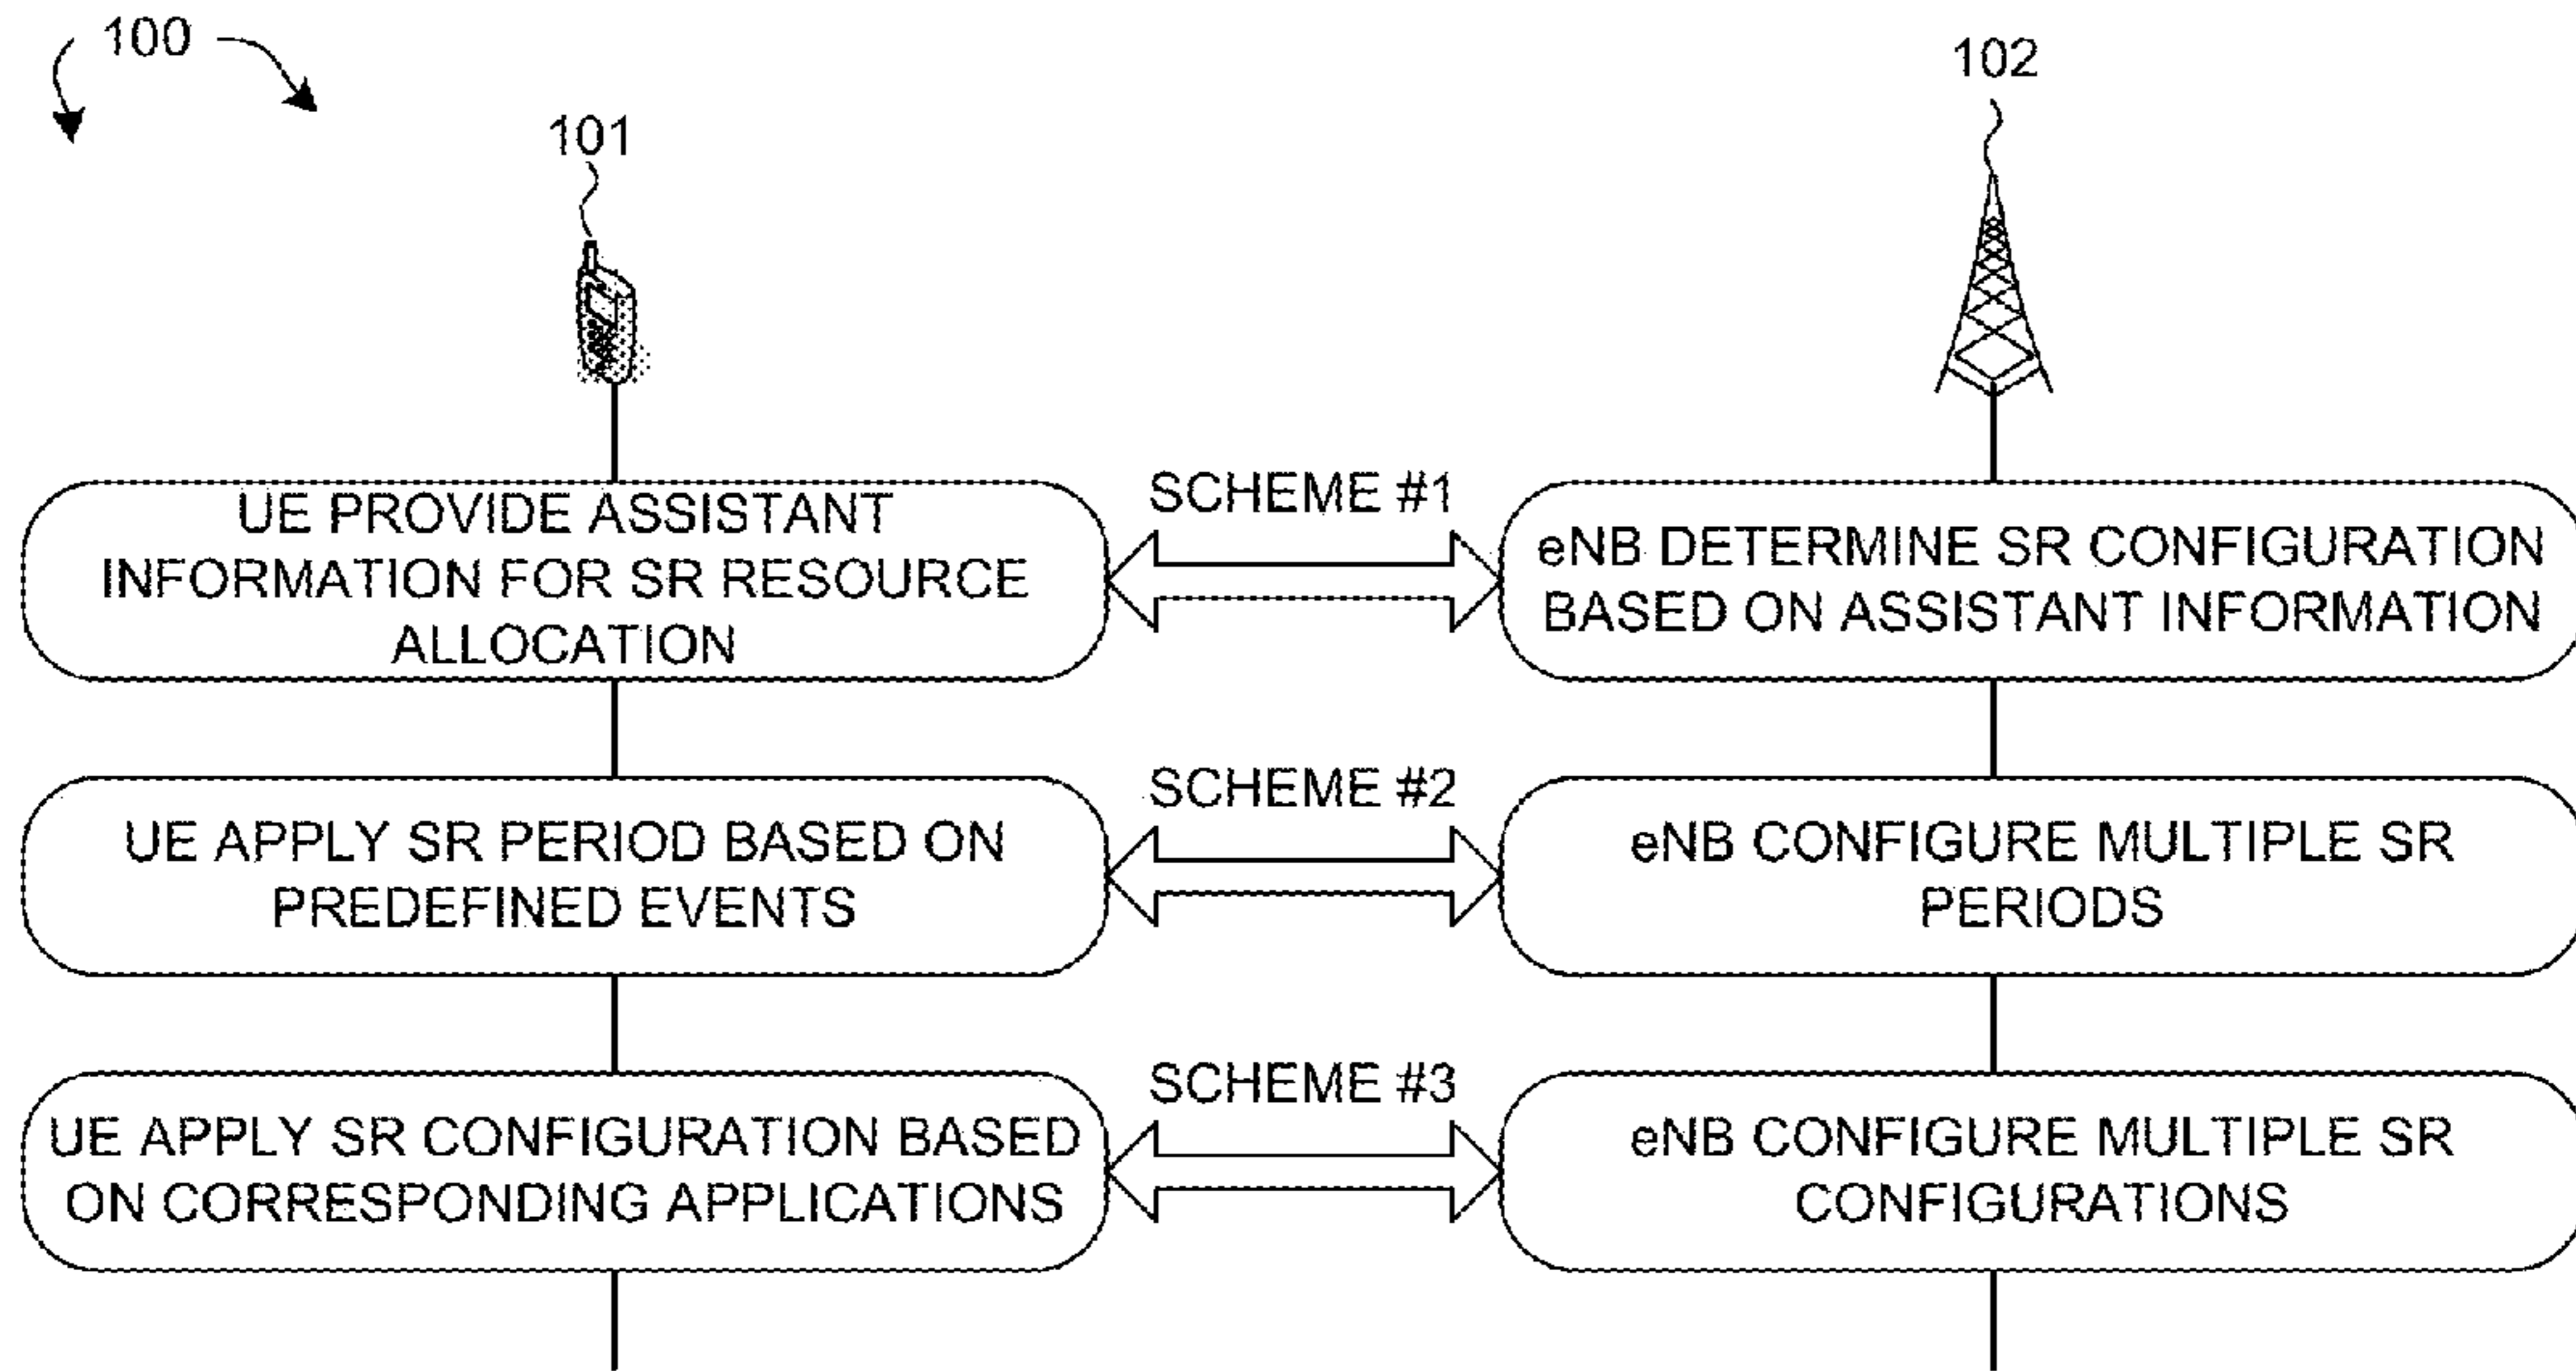 100
102
101
SCHEME #1
UE PROVIDE ASSISTANT
INFORMATION FOR SR RESOURCE
ALLOCATION
eNB DETERMINE SR CONFIGURATION
BASED ON ASSISTANT INFORMATION
SCHEME #2
UE APPLY SR PERIOD BASED ON
PREDEFINED EVENTS
eNB CONFIGURE MULTIPLE SR
PERIODS
SCHEME #3
UE APPLY SR CONFIGURATION BASED
ON CORRESPONDING APPLICATIONS
eNB CONFIGURE MULTIPLE SR
CONFIGURATIONS